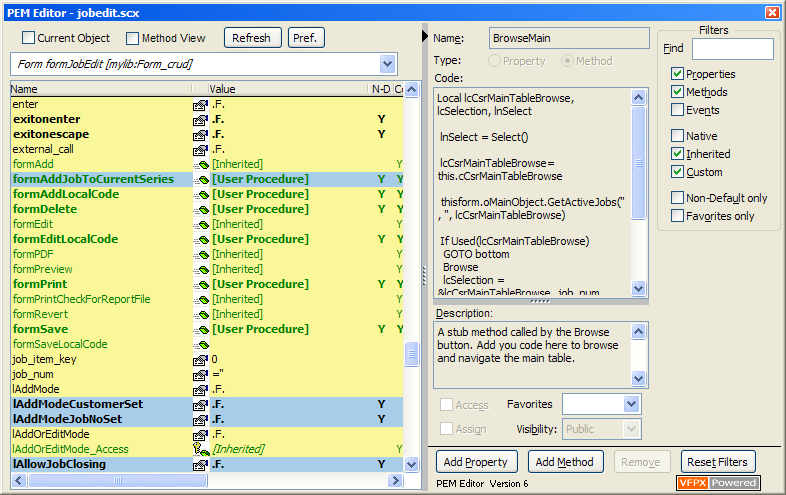 PEM Editor - jobedit.scx
Current Object
Method View
Refresh
Pref.
Form formJobEdit [mylib:Form_crud]
Name Value N-D Co
enter .F.
exitonenter .F. Y
exitonescape .F. Y
external_call .F.
formAdd [Inherited] Y
formAddJobToCurrentSeries [User Procedure] Y Y
formAddLocalCode [User Procedure] Y Y
formDelete [User Procedure] Y Y
formEdit [Inherited] Y
formEditLocalCode [User Procedure] Y Y
formPDF [Inherited] Y
formPreview [Inherited] Y
formPrint [User Procedure] Y Y
formPrintCheckForReportFile [Inherited] Y
formRevert [Inherited] Y
formSave [User Procedure] Y Y
formSaveLocalCode Y
job_item_key 0
job_num =''
lAddMode .F.
lAddModeCustomerSet .F. Y
lAddModeJobNoSet .F. Y
lAddOrEditMode .F.
lAddOrEditMode_Access [Inherited] Y
lAllowJobClosing .F. Y
Name: BrowseMain
Type: Property Method
Code:
Local lcCsrMainTableBrowse,
lcSelection, lnSelect
lnSelect = Select()
lcCsrMainTableBrowse=
this.cCsrMainTableBrowse
thisform.oMainObject.GetActiveJobs("
, ", lcCsrMainTableBrowse)
If Used(lcCsrMainTableBrowse)
GOTO bottom
Browse
lcSelection =
&lcCsrMainTableBrowse..job_num
Description:
A stub method called by the Browse
button. Add you code here to browse
and navigate the main table.
Access
Favorites
Assign
Visibility: Public
Add Property
Add Method
Remove
Reset Filters
PEM Editor Version 6
VFPX Powered
Filters
Find
Properties
Methods
Events
Native
Inherited
Custom
Non-Default only
Favorites only